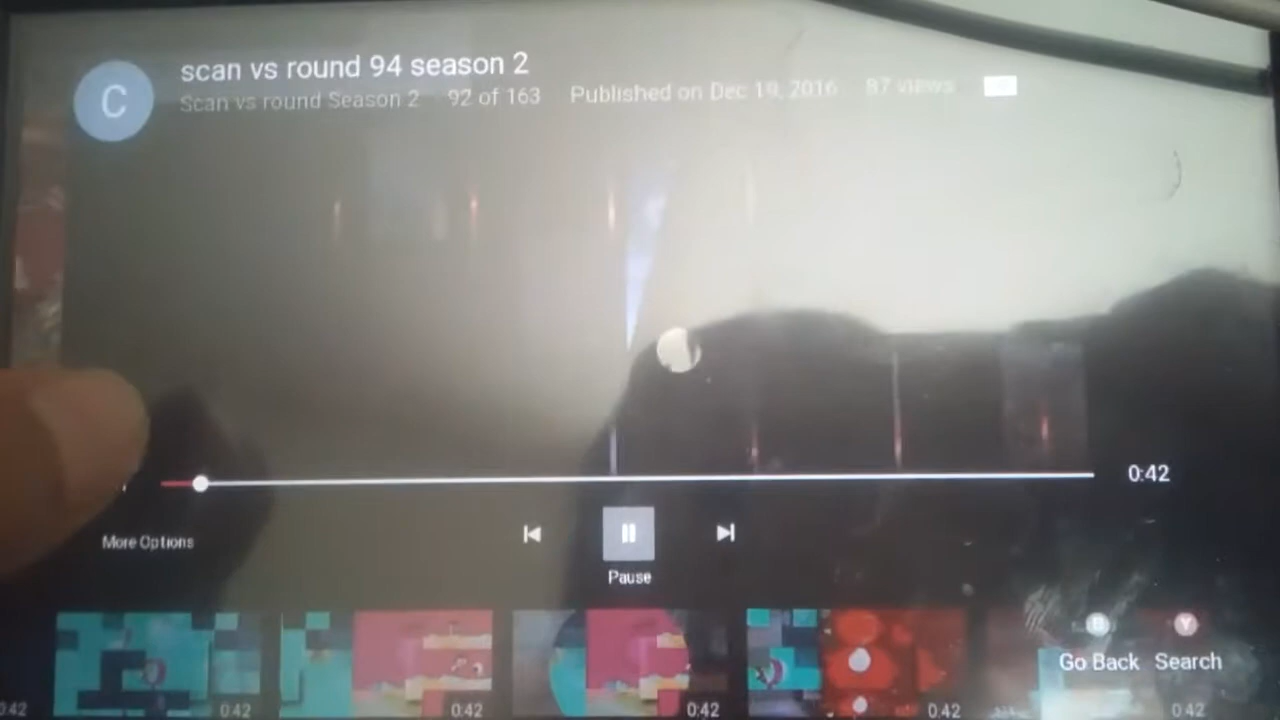 C
scan vs round 94 season 2
Scan vs round Season 2 92 of 163 Published on Dec 19, 2016 87 views
0:42
More Options
Pause
B Y
Go Back Search
0:42 0:42 0:42 0:42 0:42 0:42